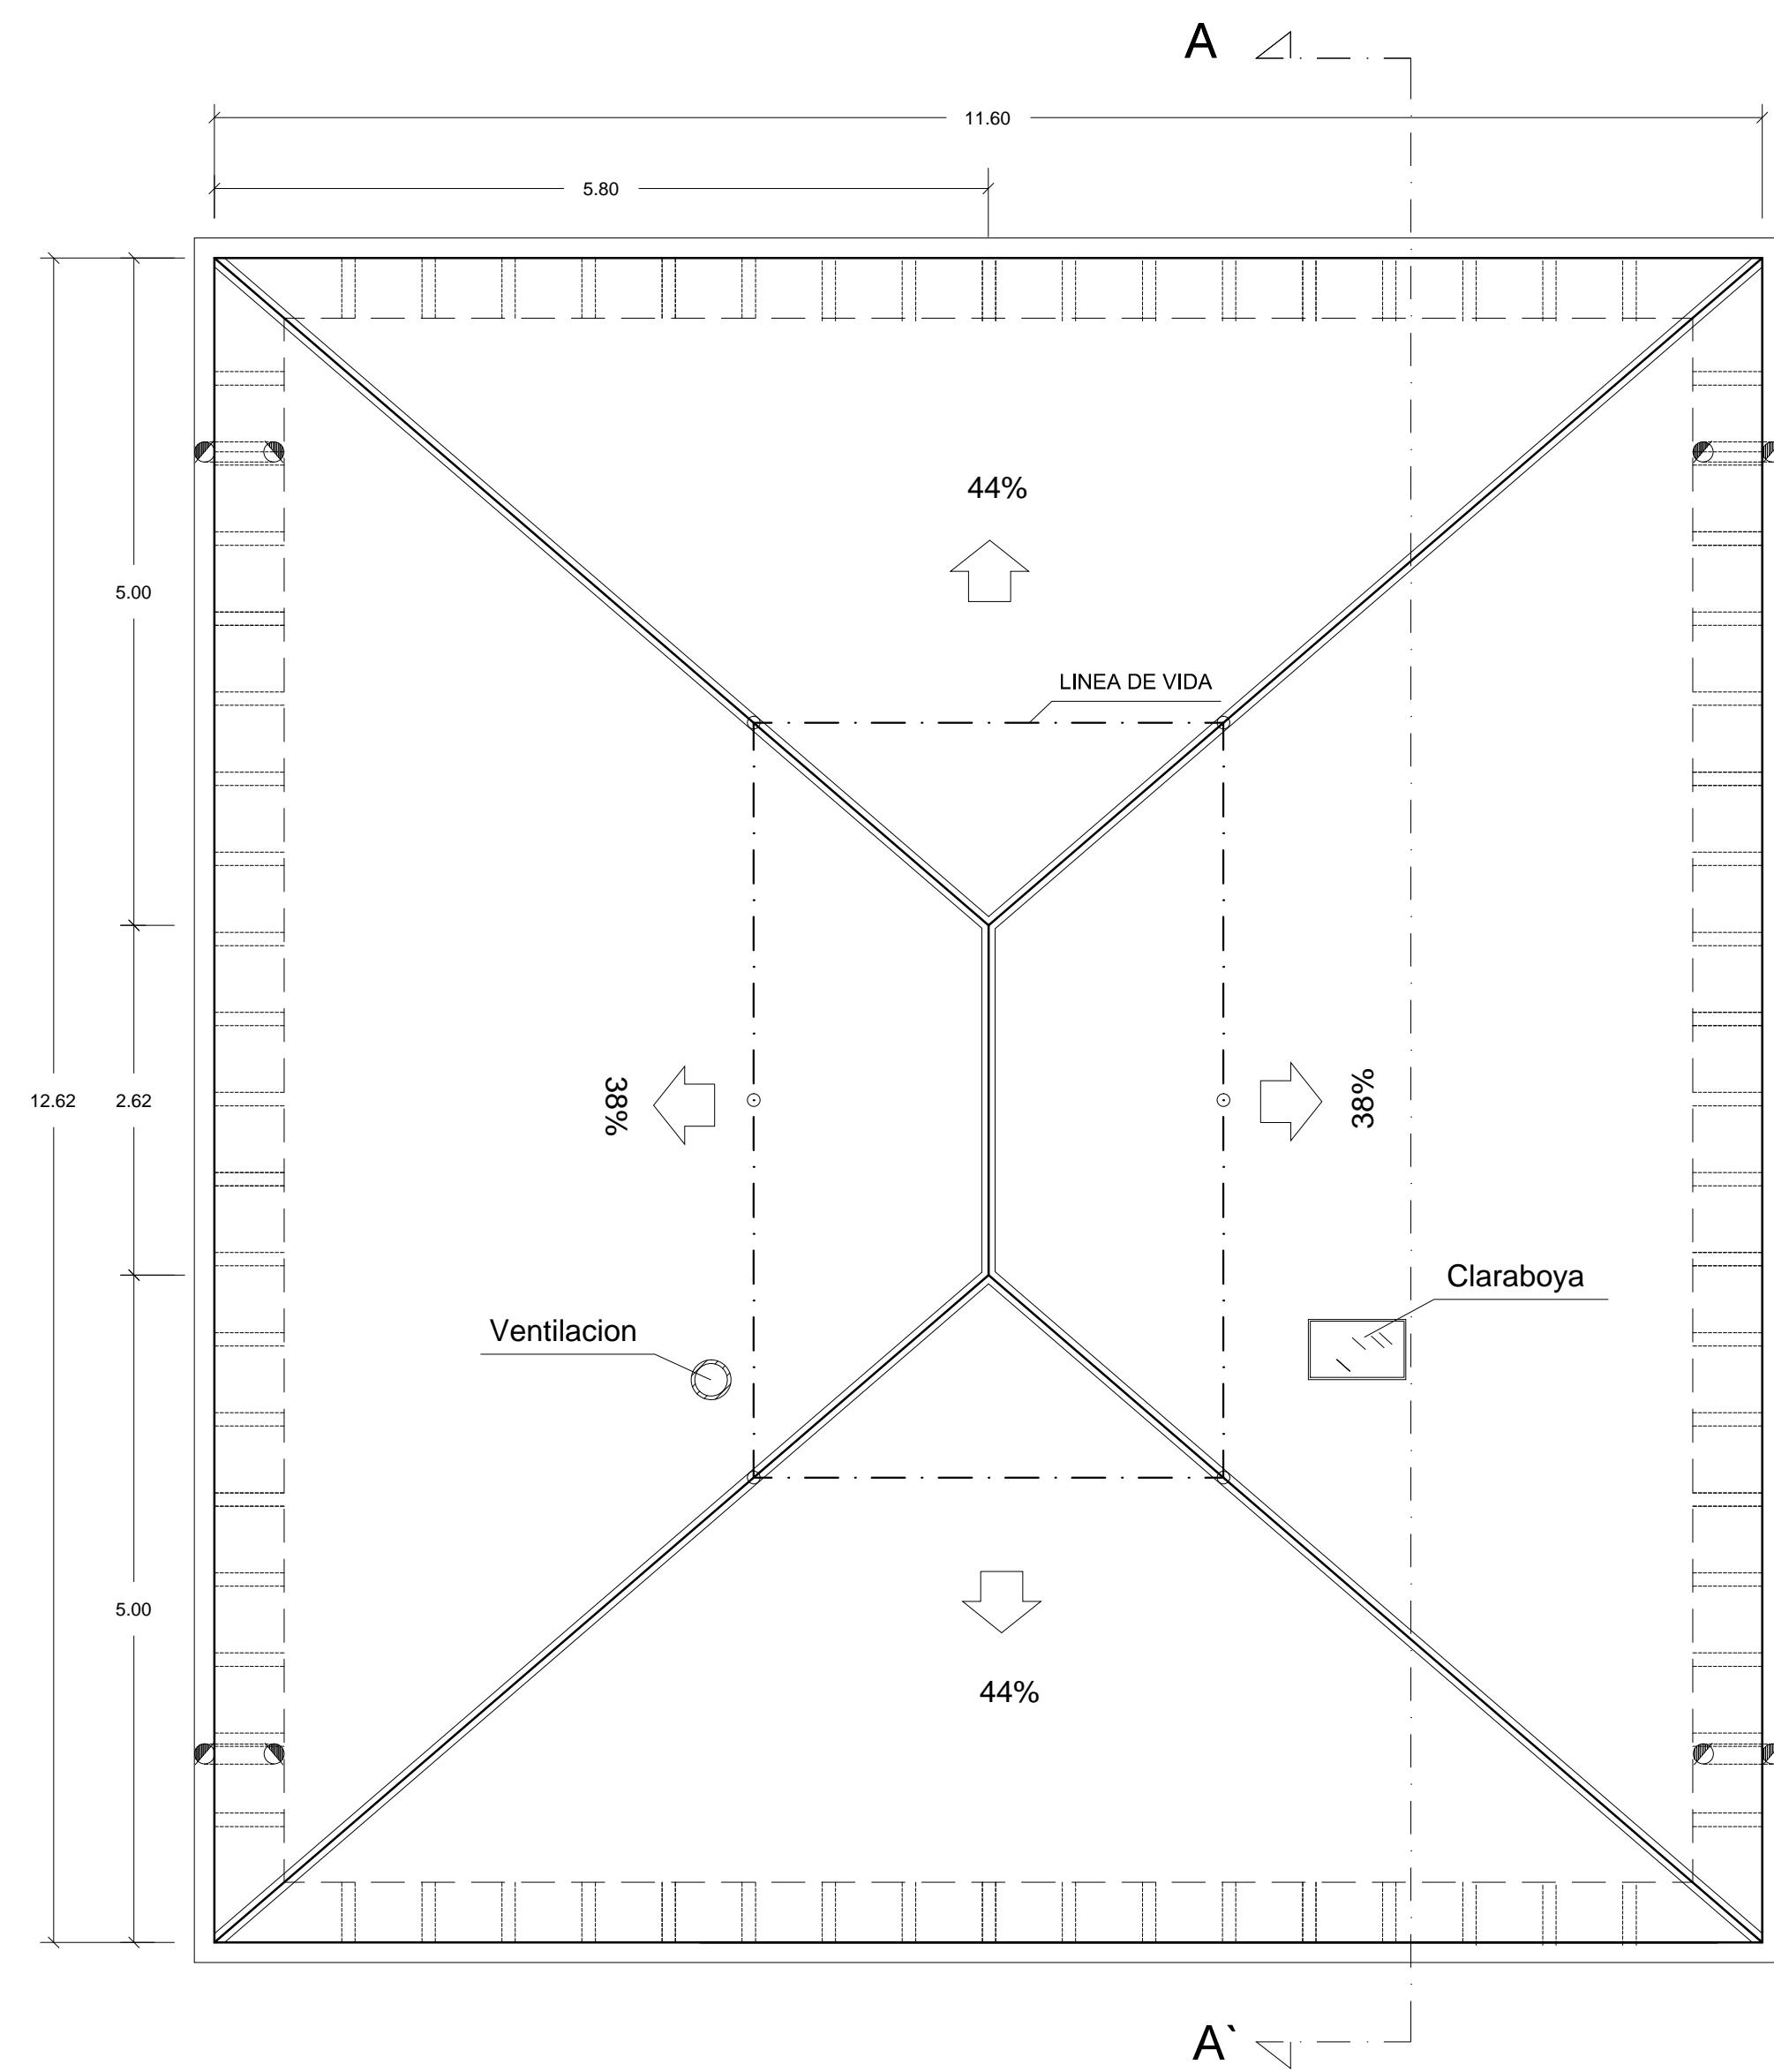 A
11.60
5.80
44%
5.00
LINEA DE VIDA
38%
38%
12.62
2.62
Claraboya
Ventilacion
5.00
44%
A`